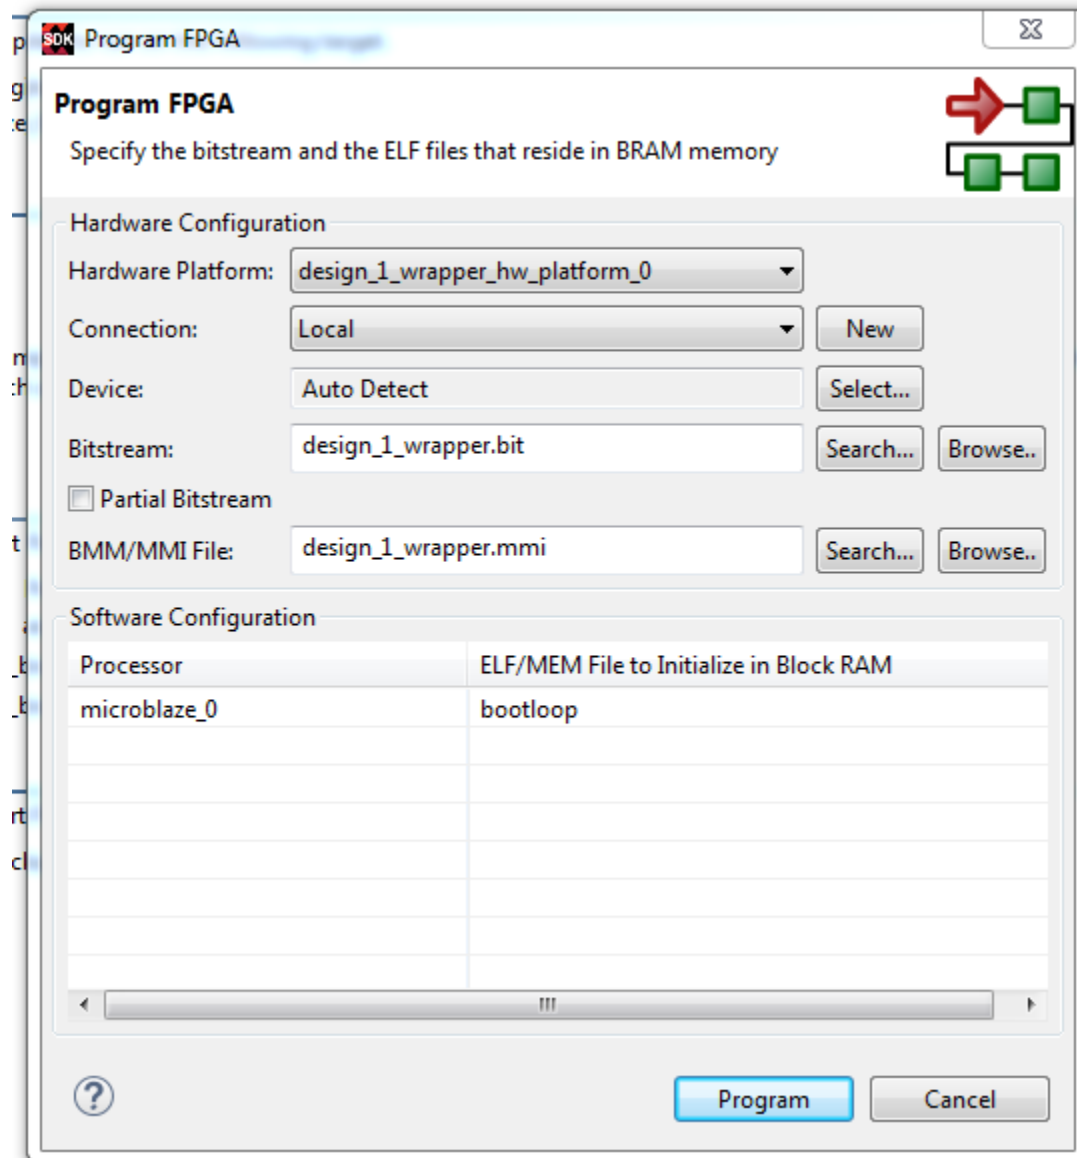 SDK Program FPGA
Program FPGA
Specify the bitstream and the ELF files that reside in BRAM memory
Hardware Configuration
Hardware Platform: design_1_wrapper_hw_platform_0
Connection: Local New
Device: Auto Detect Select...
Bitstream: design_1_wrapper.bit Search... Browse..
Partial Bitstream
BMM/MMI File: design_1_wrapper.mmi Search... Browse..
Software Configuration
Processor ELF/MEM File to Initialize in Block RAM
microblaze_0 bootloop
? Program Cancel